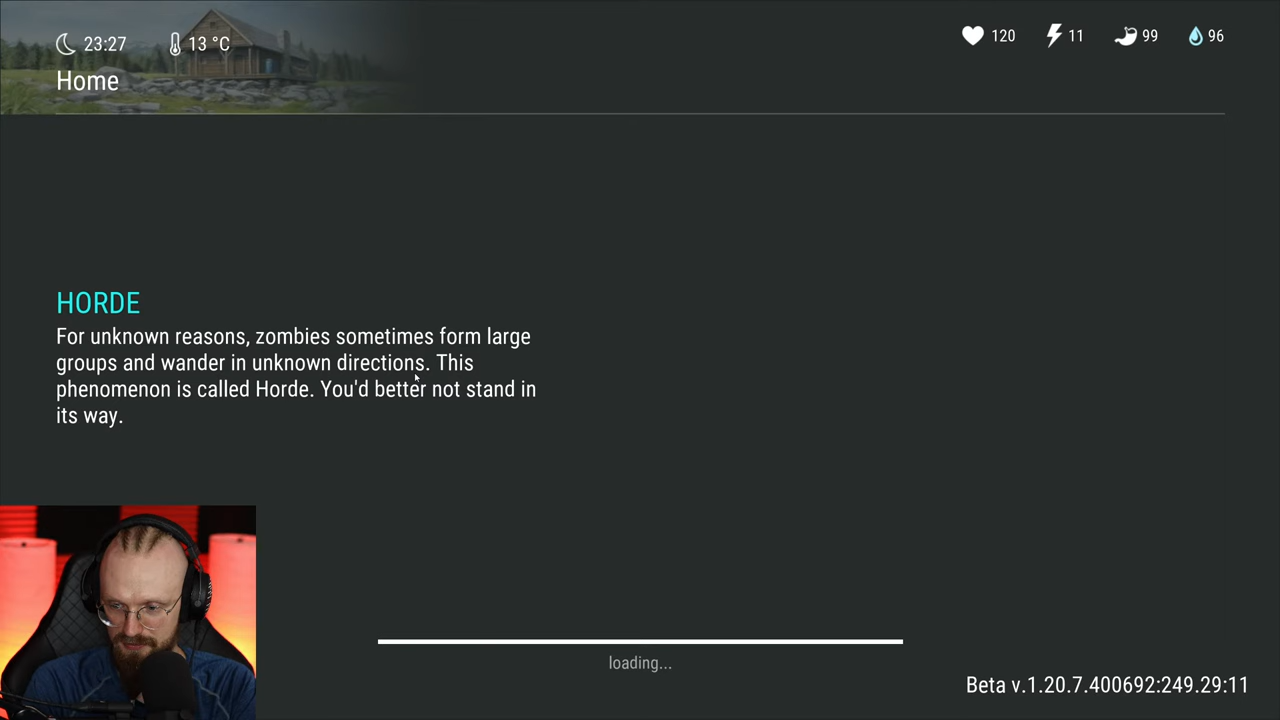 23:27 13 °C
Home
120 11 99 96
HORDE
For unknown reasons, zombies sometimes form large
groups and wander in unknown directions. This
phenomenon is called Horde. You'd better not stand in
its way.
loading...
Beta v.1.20.7.400692:249.29:11